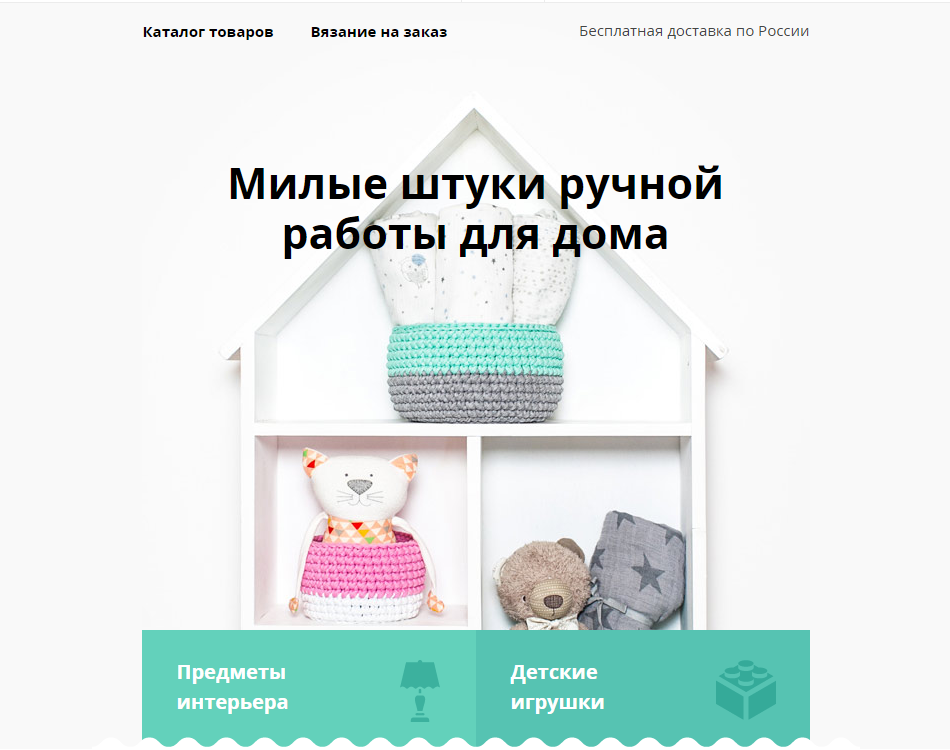 Каталог товаров
Вязание на заказ
Бесплатная доставка по России
Милые штуки ручной
работы для дома
Предметы
интерьера
Детские
игрушки